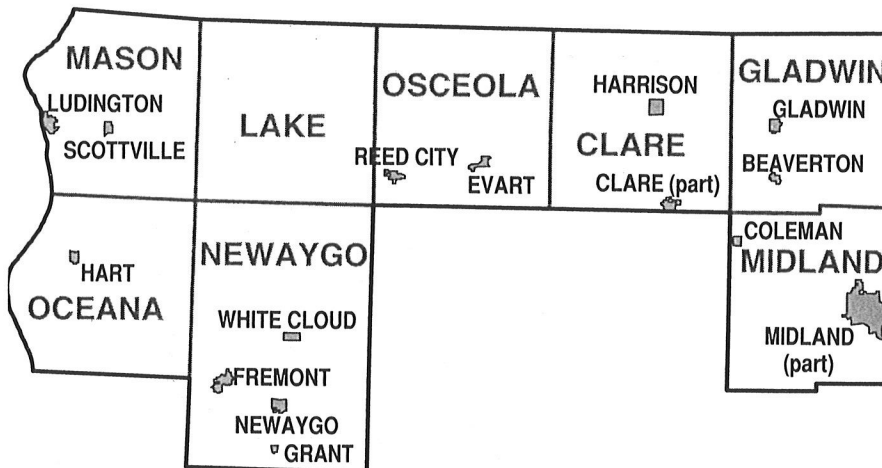 MASON
LUDINGTON
SCOTTVILLE
LAKE
OSCEOLA
REED CITY
EVART
HARRISON
CLARE
CLARE (part)
GLADWIN
GLADWIN
BEAVERTON
HART
OCEANA
NEWAYGO
WHITE CLOUD
FREMONT
NEWAYGO
GRANT
COLEMAN
MIDLAND
MIDLAND
(part)